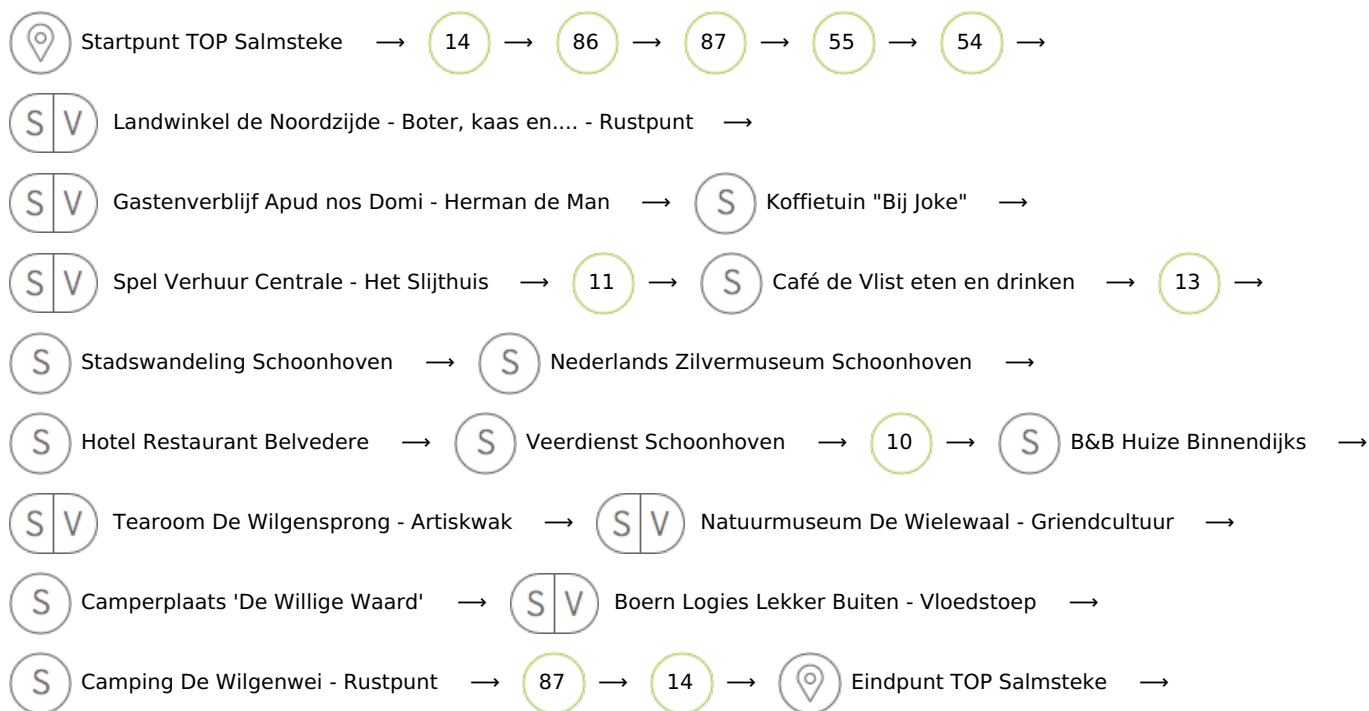 Startpunt TOP Salmsteke → 14 → 86 → 87 → 55 → 54 →
S V Landwinkel de Noordzijde - Boter, kaas en.... - Rustpunt →
S V Gastenverblijf Apud nos Domi - Herman de Man → S Koffietuin "Bij Joke" →
S V Spel Verhuur Centrale - Het Slijthuis → 11 → S Café de Vlist eten en drinken → 13 →
S Stadswandeling Schoonhoven → S Nederlands Zilvermuseum Schoonhoven →
S Hotel Restaurant Belvedere → S Veerdienst Schoonhoven → 10 → S B&B Huize Binnendijks →
S V Tearoom De Wilgensprong - Artiskwak → S V Natuurmuseum De Wielewaal - Griendcultuur →
S Camperplaats 'De Willige Waard' → S V Boern Logies Lekker Buiten - Vloedstoep →
S Camping De Wilgenwei - Rustpunt → 87 → 14 → Eindpunt TOP Salmsteke →